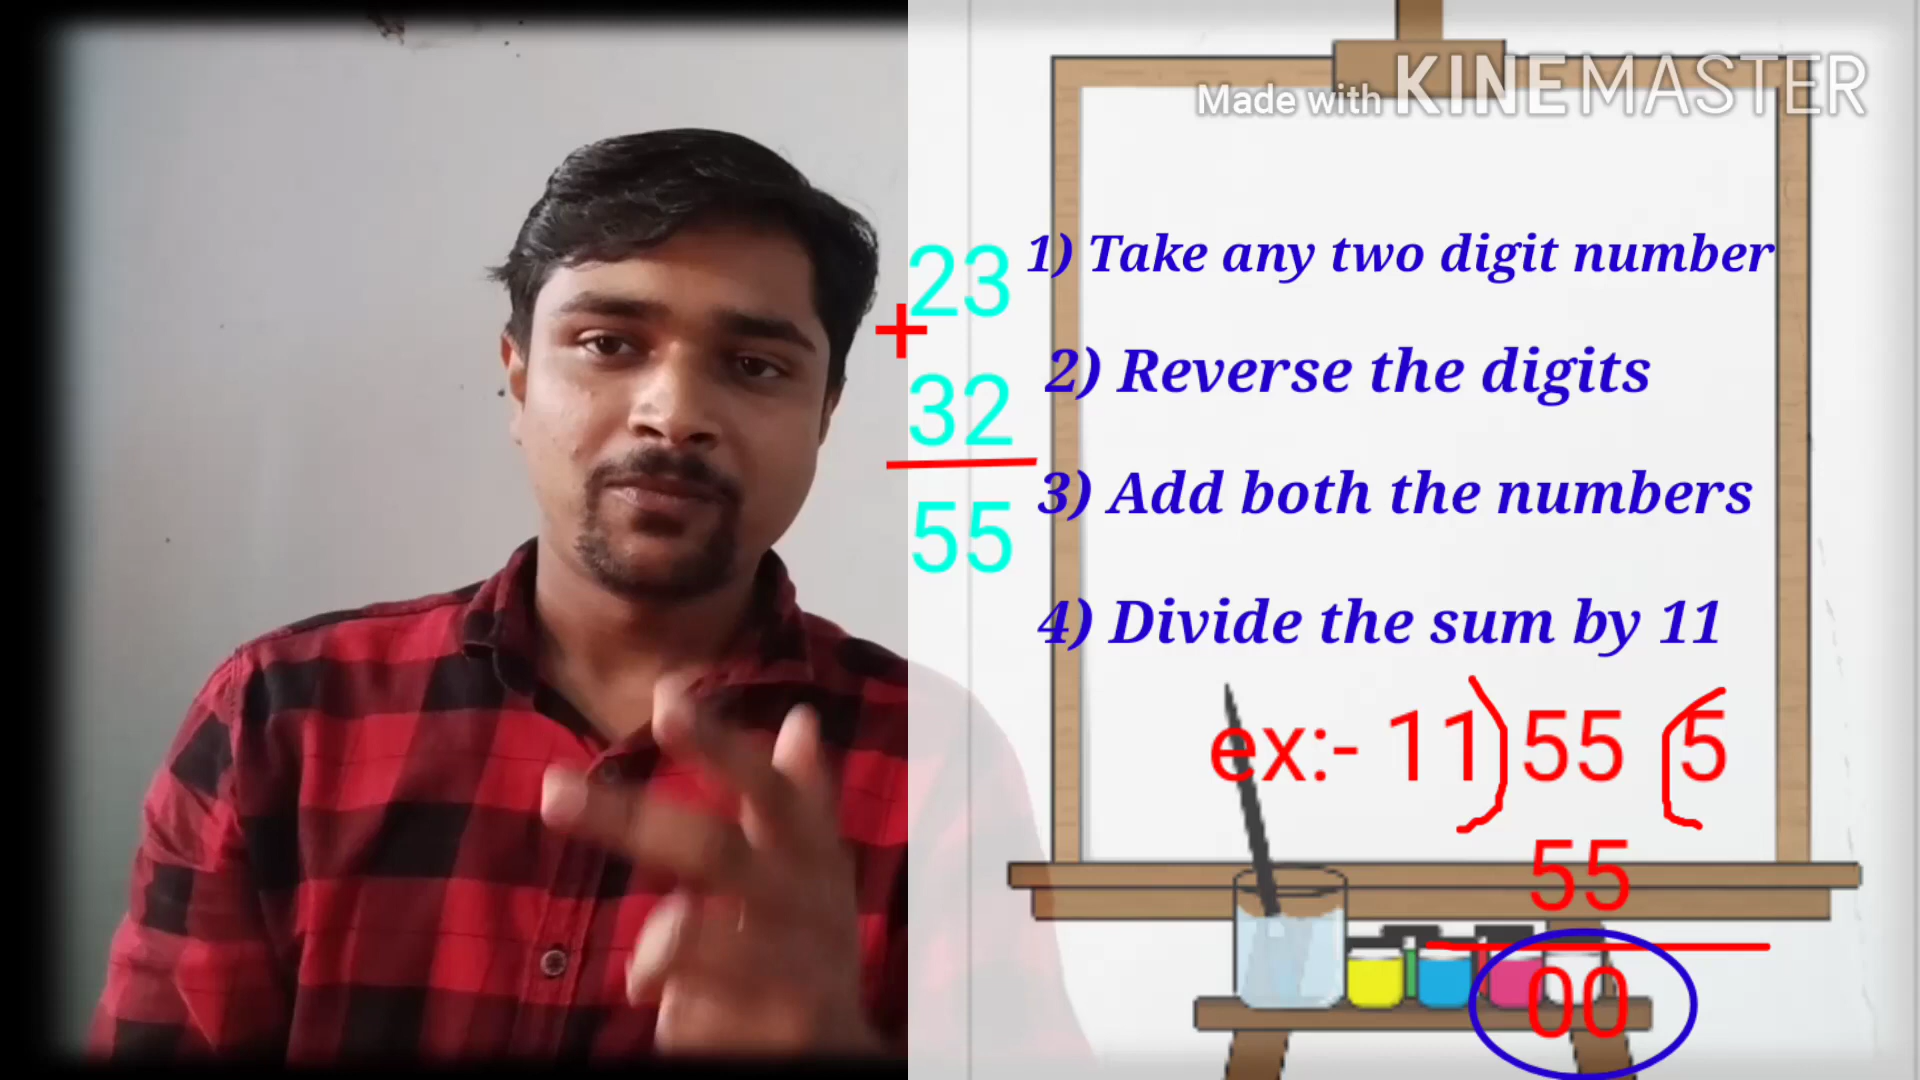 Made with KINEMASTER
23
+
32
55
1) Take any two digit number
2) Reverse the digits
3) Add both the numbers
4) Divide the sum by 11
ex:- 11) 55 (5
55
00